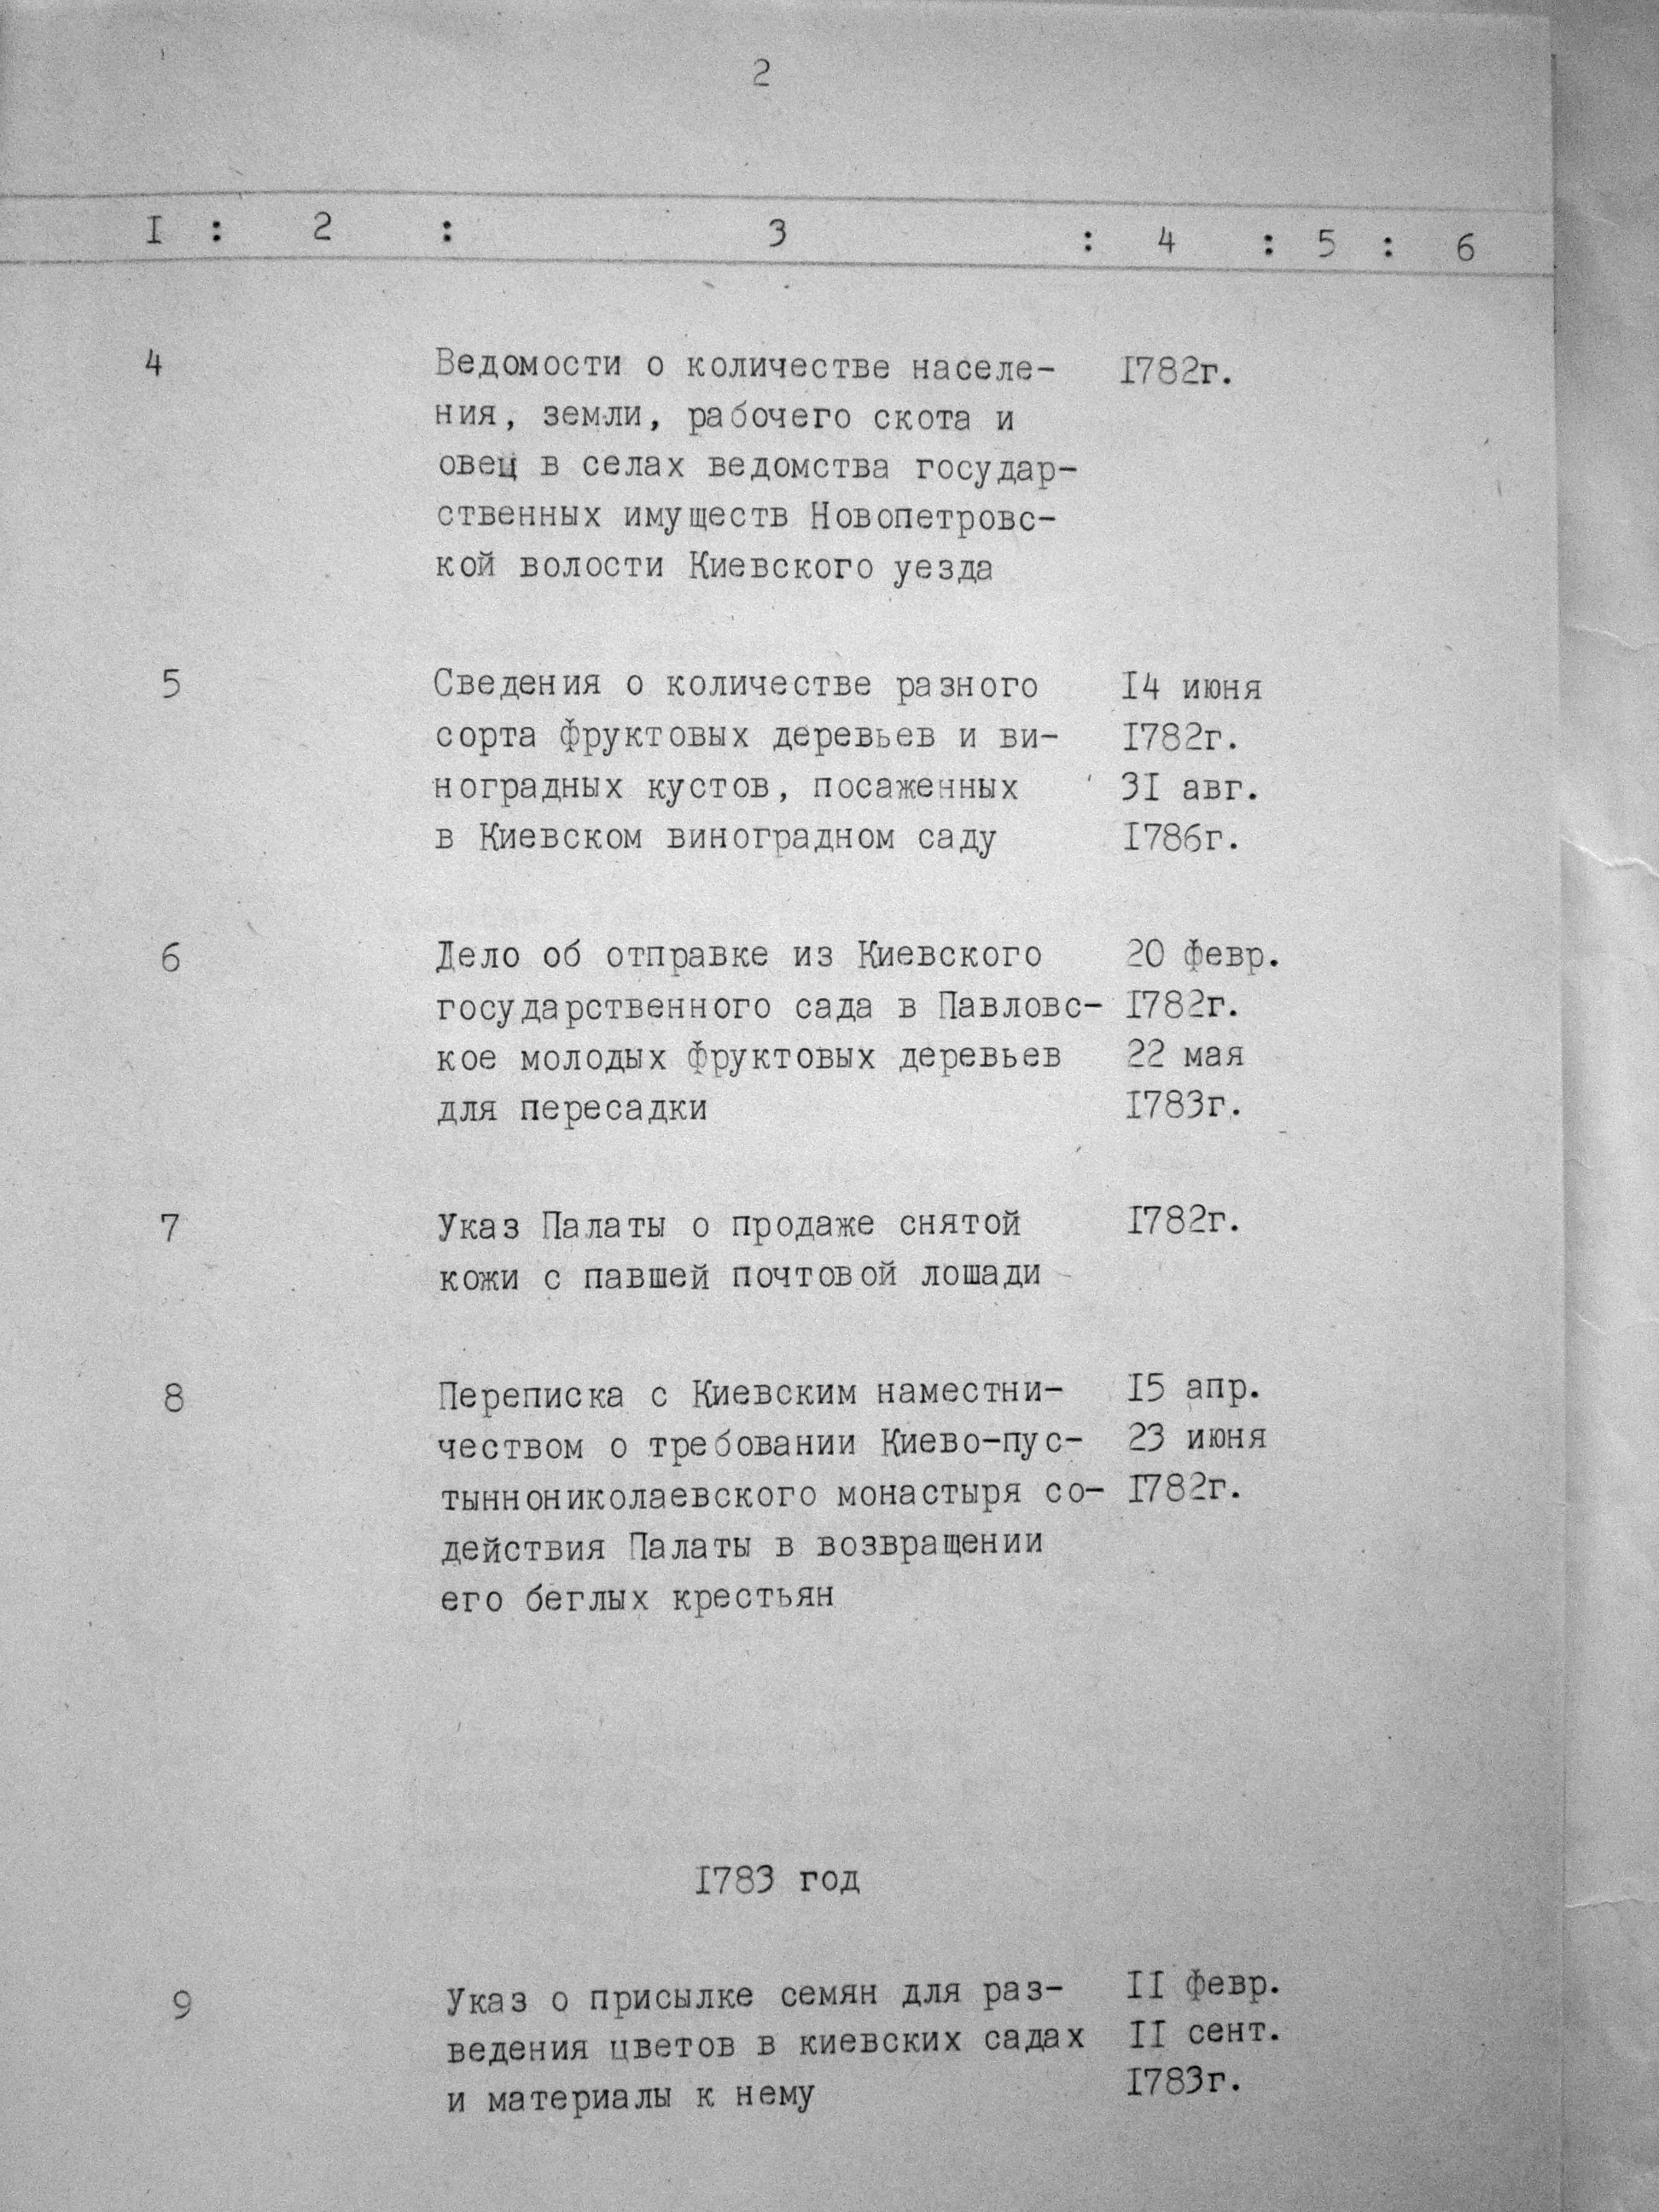 2
I : 2 : 3 : 4 : 5 : 6
4 Ведомости о количестве населе- I782г.
ния, земли, рабочего скота и
овец в селах ведомства государ-
ственных имуществ Новопетровс-
кой волости Киевского уезда
5 Сведения о количестве разного I4 июня
сорта фруктовых деревьев и ви- I782г.
ноградных кустов, посаженных 3I авг.
в Киевском виноградном саду I786г.
6 Дело об отправке из Киевского 20 февр.
государственного сада в Павловс- I782г.
кое молодых фруктовых деревьев 22 мая
для пересадки I783г.
7 Указ Палаты о продаже снятой I782г.
кожи с павшей почтовой лошади
8 Переписка с Киевским наместни- I5 апр.
чеством о требовании Киево-пус- 23 июня
тыннониколаевского монастыря со- I782г.
действия Палаты в возвращении
его беглых крестьян
I783 год
9 Указ о присылке семян для раз- II февр.
ведения цветов в киевских садах II сент.
и материалы к нему I783г.